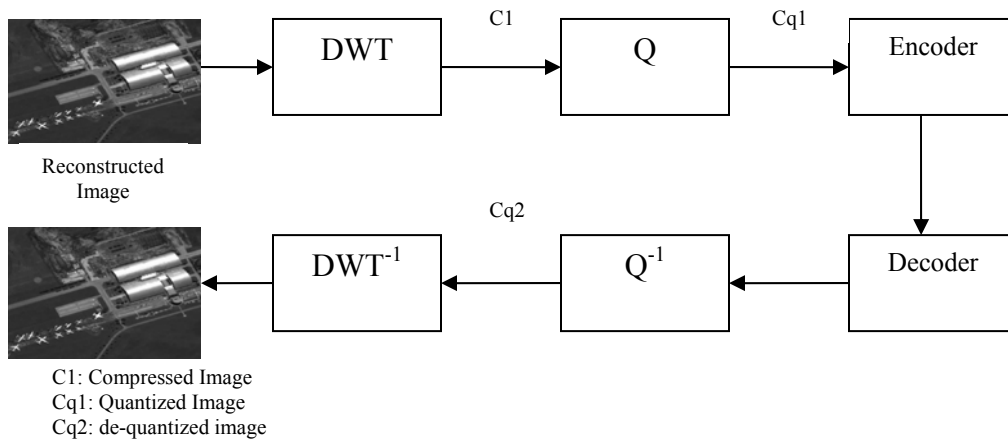 C1
Cq1
DWT
Q
Encoder
Reconstructed
Image
Cq2
DWT-1
Q-1
Decoder
C1: Compressed Image
Cq1: Quantized Image
Cq2: de-quantized image